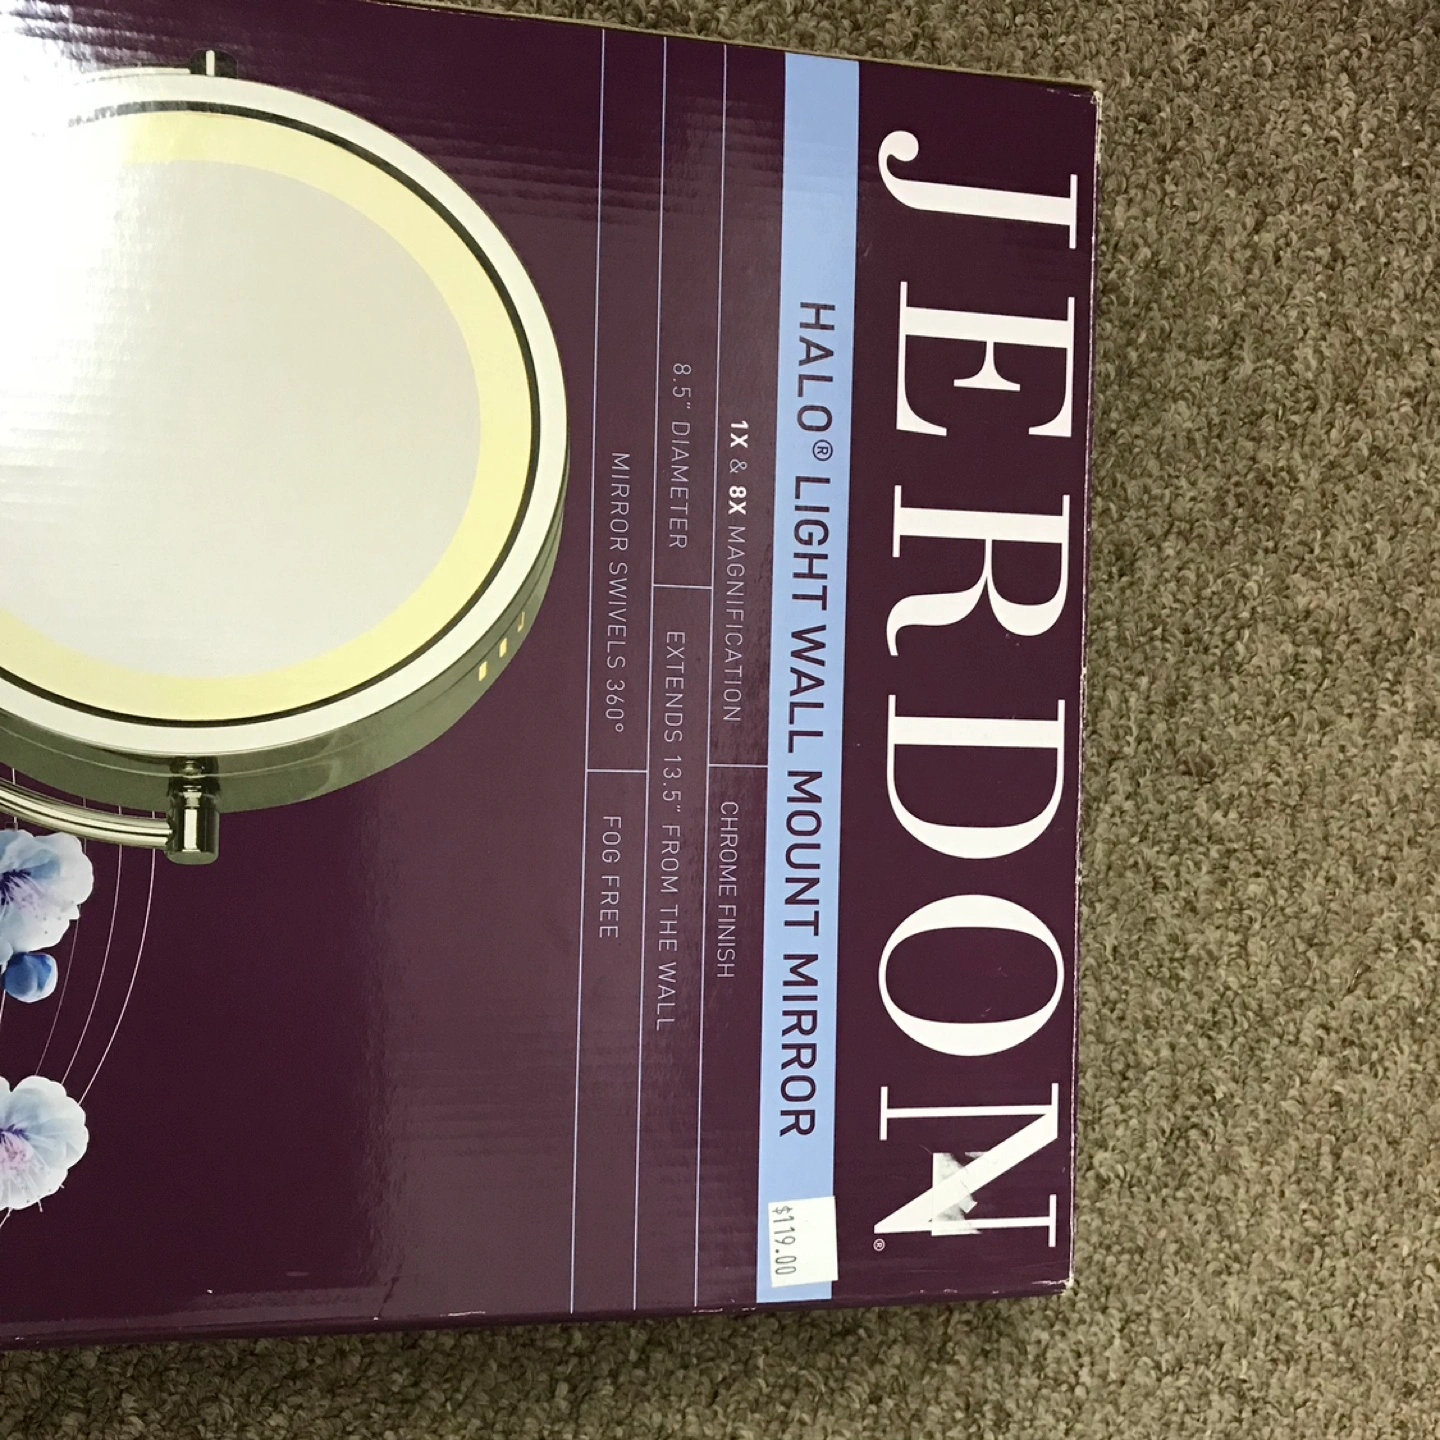 JERDON®
HALO® LIGHT WALL MOUNT MIRROR
1X & 8X MAGNIFICATION CHROME FINISH
8.5" DIAMETER EXTENDS 13.5" FROM THE WALL
MIRROR SWIVELS 360° FOG FREE
$119.00